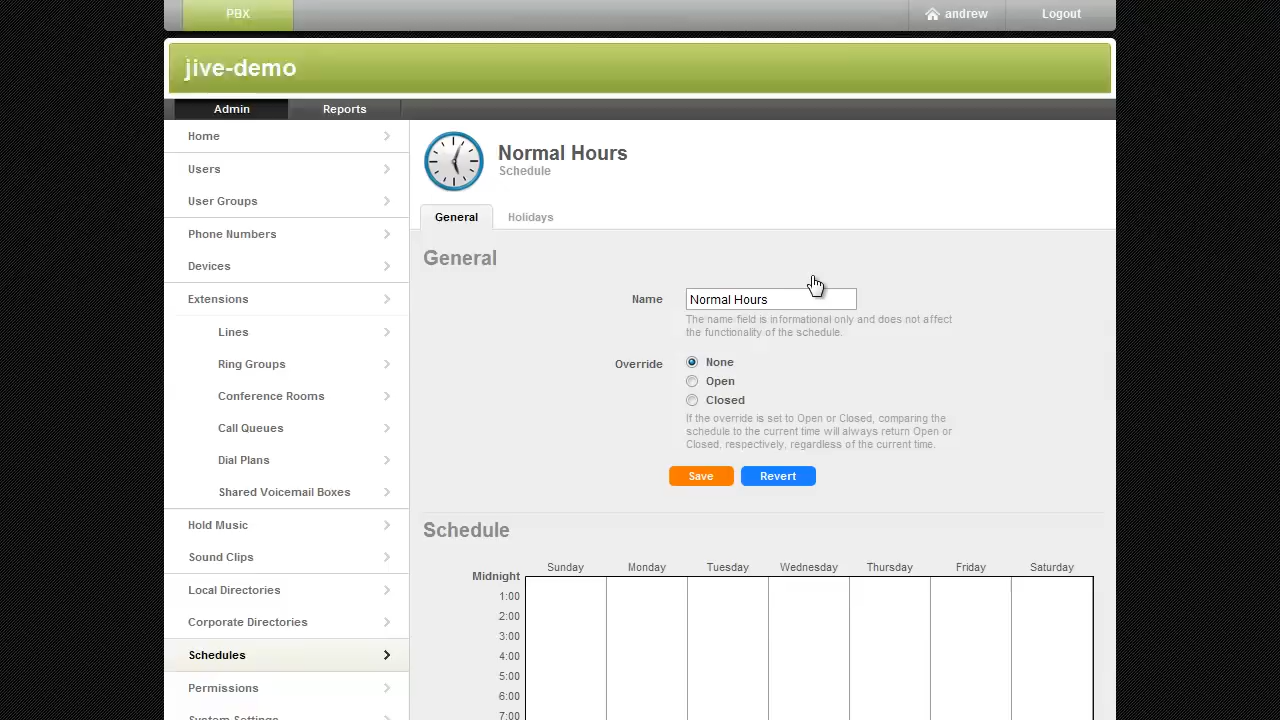 PBX
andrew
Logout
jive-demo
Admin
Reports
Home
Users
User Groups
Phone Numbers
Devices
Extensions
Lines
Ring Groups
Conference Rooms
Call Queues
Dial Plans
Shared Voicemail Boxes
Hold Music
Sound Clips
Local Directories
Corporate Directories
Schedules
Permissions
System Settings
Normal Hours
Schedule
General
Holidays
General
Name
Normal Hours
The name field is informational only and does not affect
the functionality of the schedule.
Override
None
Open
Closed
If the override is set to Open or Closed, comparing the
schedule to the current time will always return Open or
Closed, respectively, regardless of the current time.
Save
Revert
Schedule
Sunday Monday Tuesday Wednesday Thursday Friday Saturday
Midnight
1:00
2:00
3:00
4:00
5:00
6:00
7:00